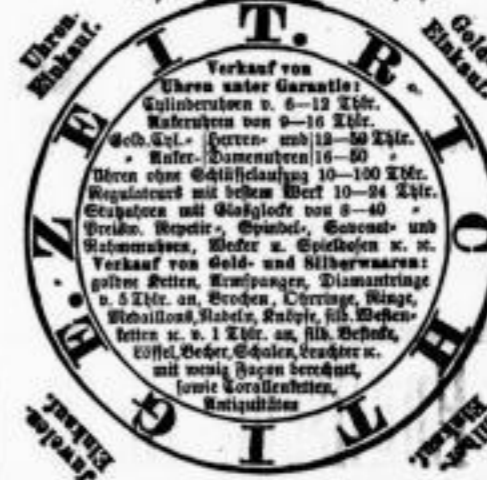 Uhren-
Einkauf.
Gold-
Einkauf.
RICHTIGE. ZEIT.
Verkauf von
Uhren unter Garantie:
Cylinderuhren v. 6—12 Thlr.
Ankeruhren von 9—16 Thlr.
Gold. Cyl.- Herren- und 12—50 Thlr.
" Anker- Damenuhren 16—50 "
Uhren ohne Schlüsselaufzug 10—100 Thlr.
Regulateurs mit bestem Werk 10—24 Thlr.
Stutzuhren mit Glasglocke von 8—40 "
Preisw. Repetir-, Spindel-, Savonet- und
Rahmenuhren, Wecker u. Spieldosen ꝛc. ꝛc.
Verkauf von Gold- und Silberwaaren:
goldne Ketten, Armspangen, Diamantringe
v. 5 Thlr. an, Brochen, Ohrringe, Ringe,
Medaillons, Nadeln, Knöpfe, silb. Westen-
ketten ꝛc. v. 1 Thlr. an, silb. Bestecke,
Löffel, Becher, Schalen, Leuchter ꝛc.
mit wenig Façon berechnet,
sowie Corallenketten,
Antiquitäten
Juwelen-
Einkauf.
Silber-
Einkauf.